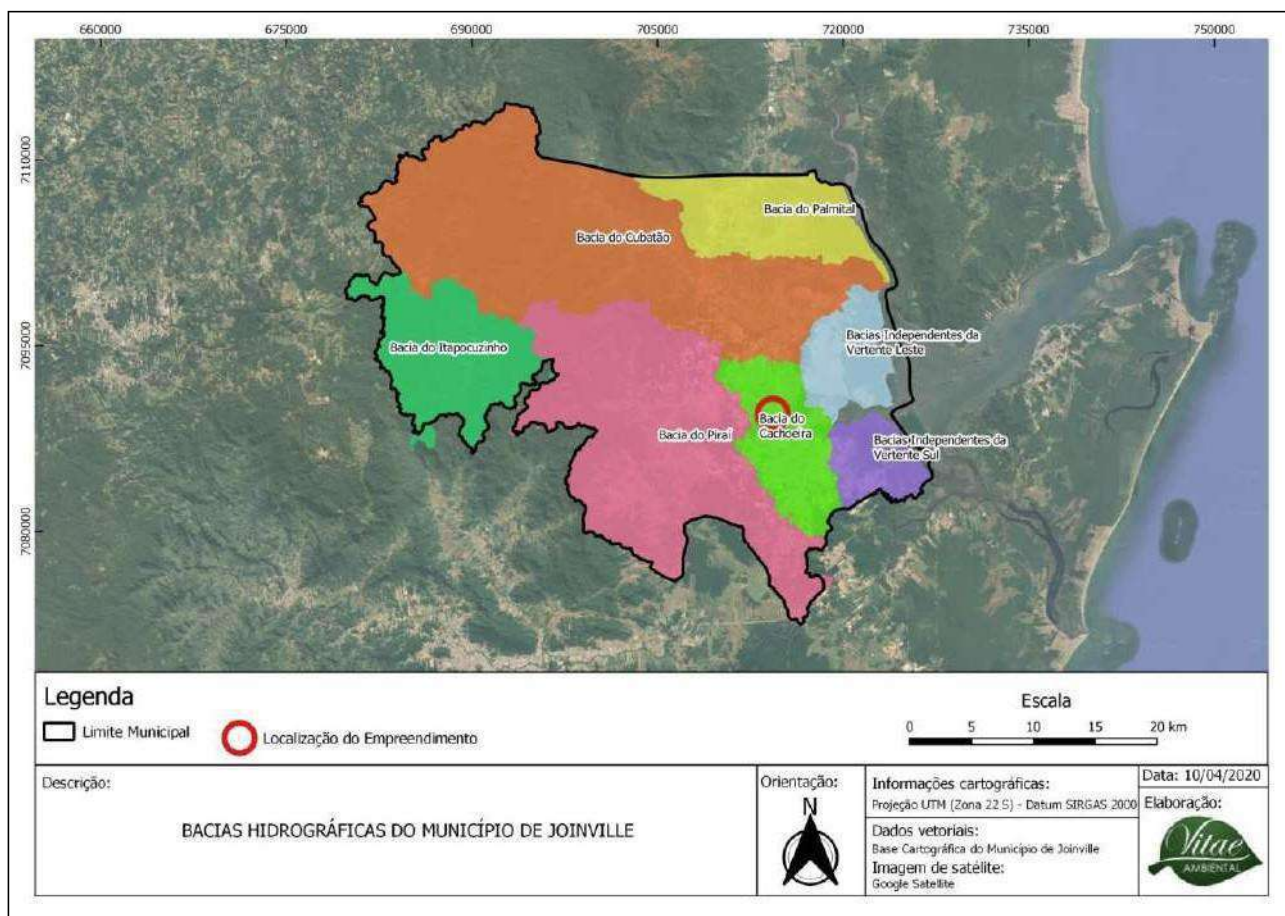 660000 675000 690000 705000 720000 735000 750000
7110000
7095000
7080000
Bacia do Palmital
Bacia do Cubatão
Bacias Independentes da
Vertente Leste
Bacia do Itapocuzinho
Bacia do
Cachoeira
Bacia do Piraí
Bacias Independentes da
Vertente Sul
Legenda
Limite Municipal
Localização do Empreendimento
Escala
0 5 10 15 20 km
Descrição:
BACIAS HIDROGRÁFICAS DO MUNICÍPIO DE JOINVILLE
Orientação:
N
Informações cartográficas:
Projeção UTM (Zona 22 S) - Datum SIRGAS 2000
Dados vetoriais:
Base Cartográfica do Município de Joinville
Imagem de satélite:
Google Satellite
Data: 10/04/2020
Elaboração:
Vitae
AMBIENTAL